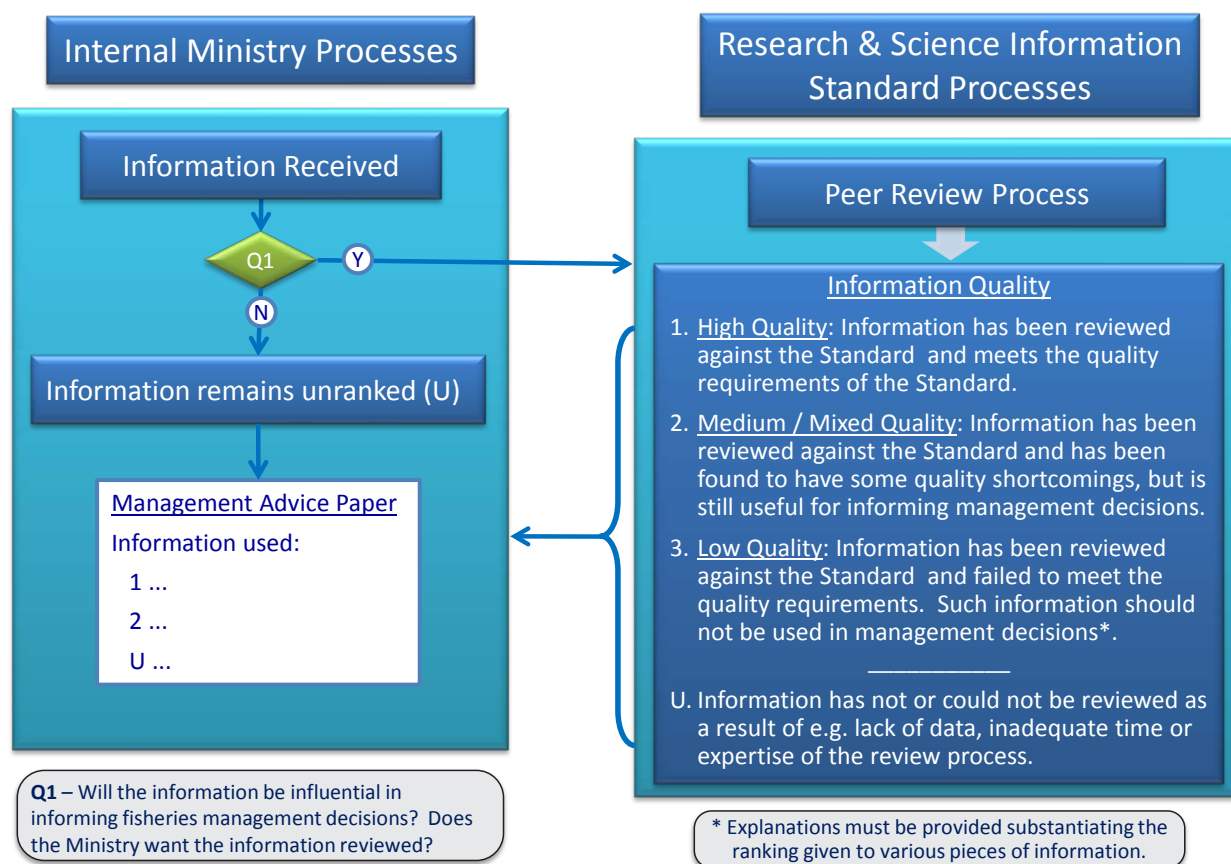 Internal Ministry Processes
Research & Science Information
Standard Processes
Information Received
Q1
Y
N
Information remains unranked (U)
Management Advice Paper
Information used:
1 ...
2 ...
U ...
Q1 – Will the information be influential in
informing fisheries management decisions? Does
the Ministry want the information reviewed?
Peer Review Process
Information Quality
1. High Quality: Information has been reviewed
against the Standard and meets the quality
requirements of the Standard.
2. Medium / Mixed Quality: Information has been
reviewed against the Standard and has been
found to have some quality shortcomings, but is
still useful for informing management decisions.
3. Low Quality: Information has been reviewed
against the Standard and failed to meet the
quality requirements. Such information should
not be used in management decisions*.
U. Information has not or could not be reviewed as
a result of e.g. lack of data, inadequate time or
expertise of the review process.
* Explanations must be provided substantiating the
ranking given to various pieces of information.